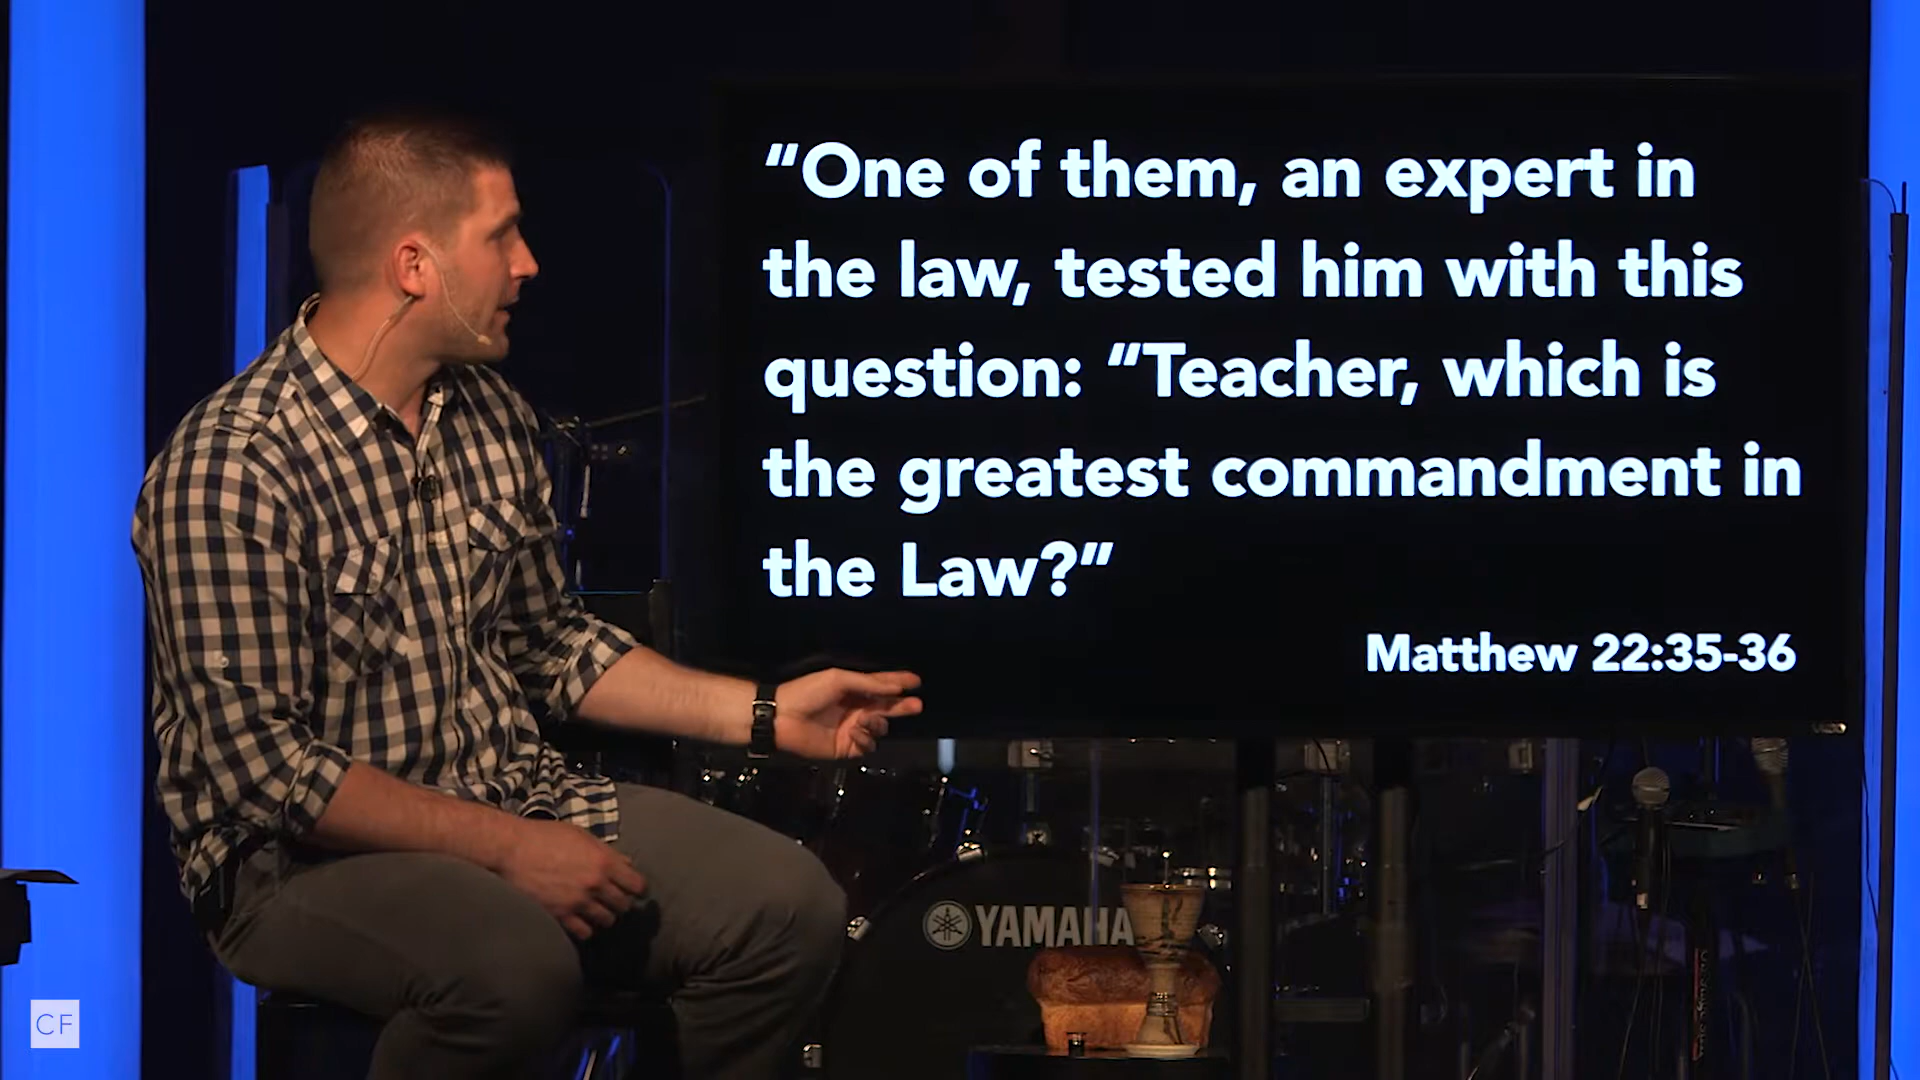 “One of them, an expert in
the law, tested him with this
question: “Teacher, which is
the greatest commandment in
the Law?”
Matthew 22:35-36
YAMAHA
CF